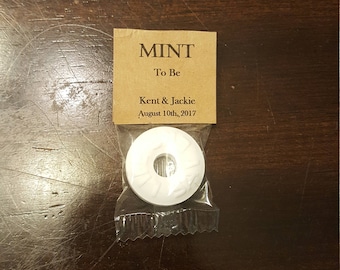 MINT
To Be
Kent & Jackie
August 10th, 2017